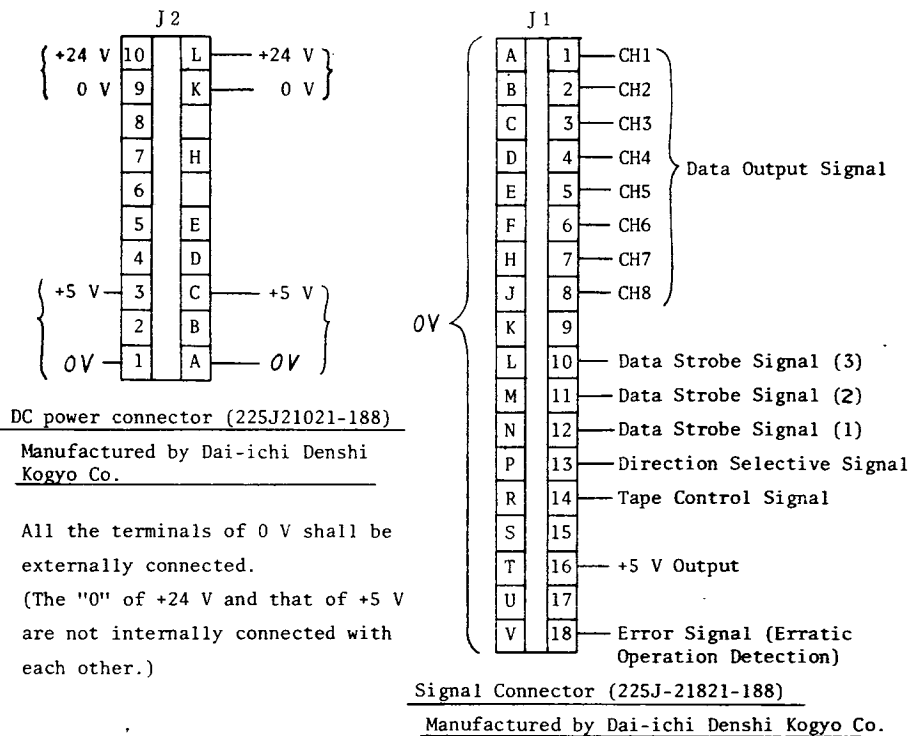 J2
+24 V 10 L +24 V
0 V 9 K 0 V
8
7 H
6
5 E
4 D
+5 V 3 C +5 V
2 B
0V 1 A 0V
DC power connector (225J21021-188)
Manufactured by Dai-ichi Denshi
Kogyo Co.
All the terminals of 0 V shall be
externally connected.
(The "0" of +24 V and that of +5 V
are not internally connected with
each other.)
J1
A 1 CH1
B 2 CH2
C 3 CH3
D 4 CH4
Data Output Signal
E 5 CH5
F 6 CH6
H 7 CH7
J 8 CH8
0V
K 9
L 10 Data Strobe Signal (3)
M 11 Data Strobe Signal (2)
N 12 Data Strobe Signal (1)
P 13 Direction Selective Signal
R 14 Tape Control Signal
S 15
T 16 +5 V Output
U 17
V 18 Error Signal (Erratic
Operation Detection)
Signal Connector (225J-21821-188)
Manufactured by Dai-ichi Denshi Kogyo Co.